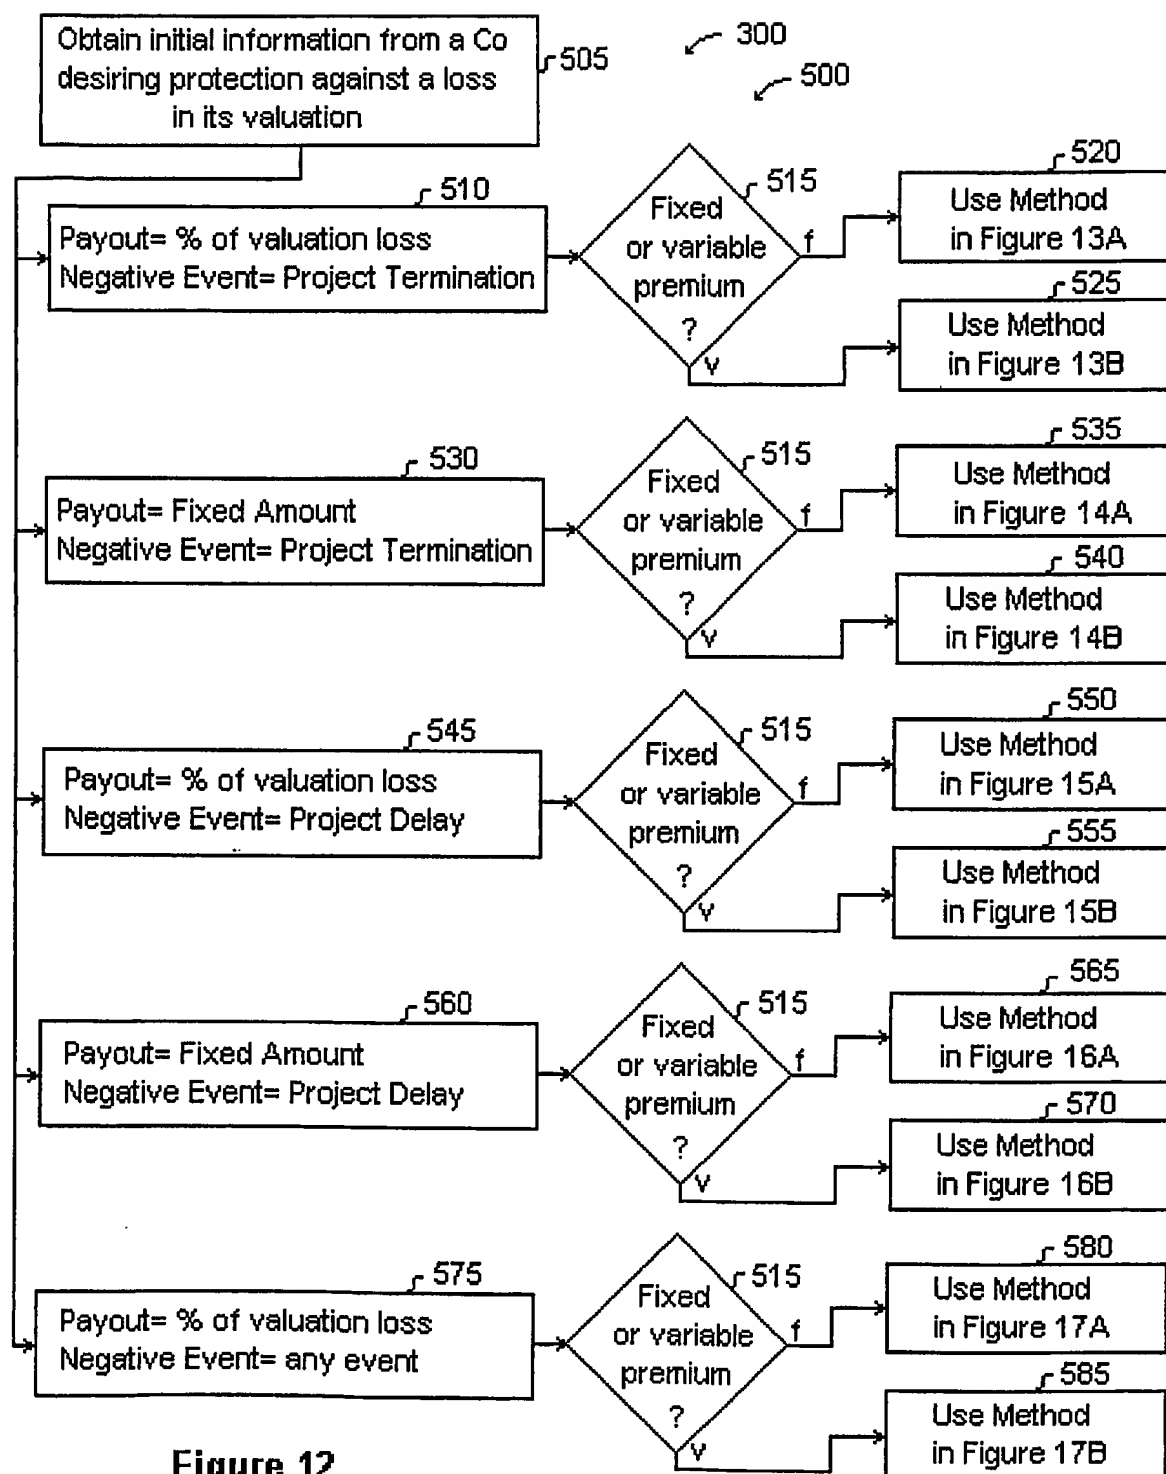 Obtain initial information from a Co
desiring protection against a loss
in its valuation
505
300
500
510
Payout= % of valuation loss
Negative Event= Project Termination
515
Fixed
or variable
premium
?
f
v
520
Use Method
in Figure 13A
525
Use Method
in Figure 13B
530
Payout= Fixed Amount
Negative Event= Project Termination
515
Fixed
or variable
premium
?
f
v
535
Use Method
in Figure 14A
540
Use Method
in Figure 14B
545
Payout= % of valuation loss
Negative Event= Project Delay
515
Fixed
or variable
premium
?
f
v
550
Use Method
in Figure 15A
555
Use Method
in Figure 15B
560
Payout= Fixed Amount
Negative Event= Project Delay
515
Fixed
or variable
premium
?
f
v
565
Use Method
in Figure 16A
570
Use Method
in Figure 16B
575
Payout= % of valuation loss
Negative Event= any event
515
Fixed
or variable
premium
?
f
v
580
Use Method
in Figure 17A
585
Use Method
in Figure 17B
Figure 12